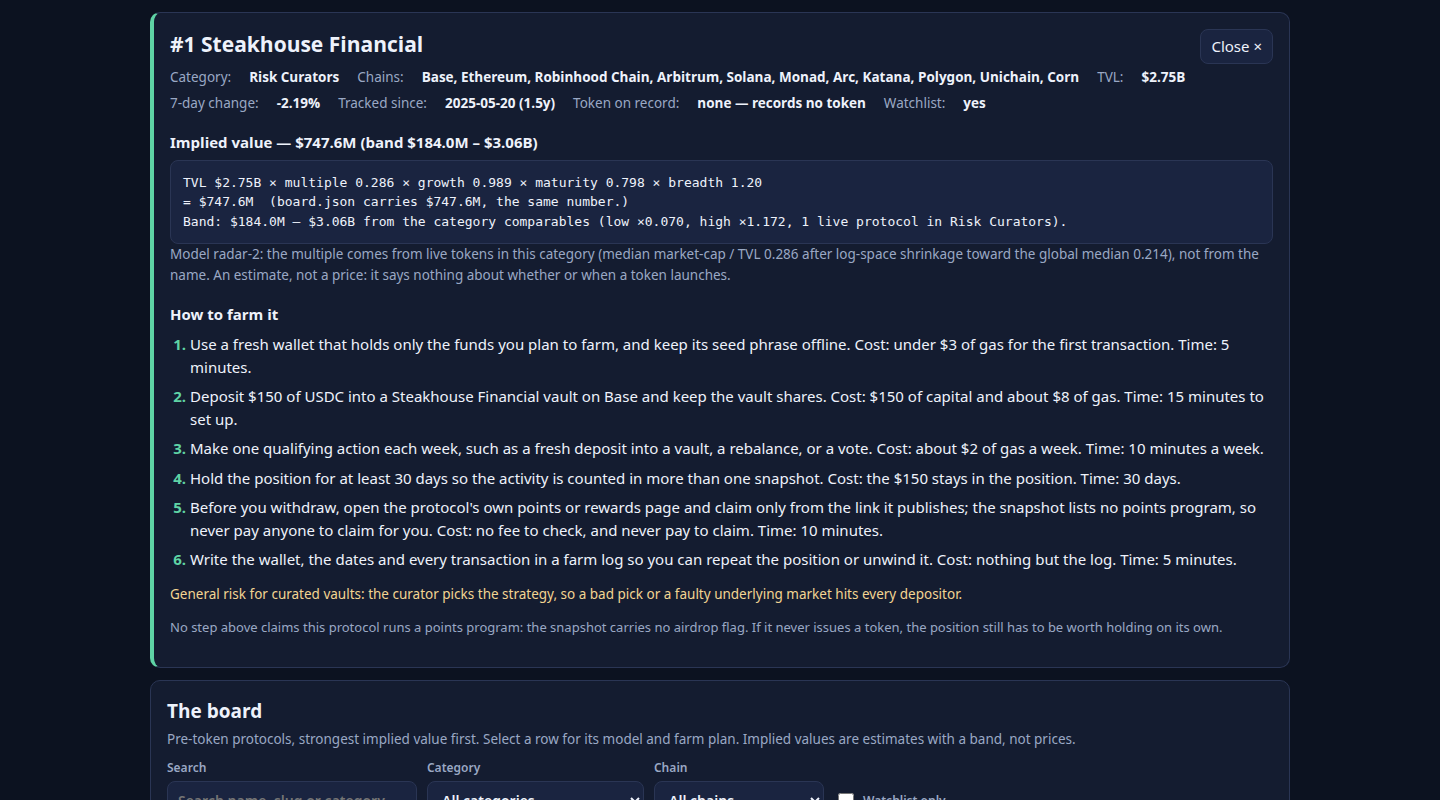 #1 Steakhouse Financial
Close ×
Category: Risk Curators Chains: Base, Ethereum, Robinhood Chain, Arbitrum, Solana, Monad, Arc, Katana, Polygon, Unichain, Corn TVL: $2.75B
7-day change: -2.19% Tracked since: 2025-05-20 (1.5y) Token on record: none — records no token Watchlist: yes
Implied value — $747.6M (band $184.0M – $3.06B)
TVL $2.75B × multiple 0.286 × growth 0.989 × maturity 0.798 × breadth 1.20
= $747.6M (board.json carries $747.6M, the same number.)
Band: $184.0M — $3.06B from the category comparables (low ×0.070, high ×1.172, 1 live protocol in Risk Curators).
Model radar-2: the multiple comes from live tokens in this category (median market-cap / TVL 0.286 after log-space shrinkage toward the global median 0.214), not from the
name. An estimate, not a price: it says nothing about whether or when a token launches.
How to farm it
1. Use a fresh wallet that holds only the funds you plan to farm, and keep its seed phrase offline. Cost: under $3 of gas for the first transaction. Time: 5
minutes.
2. Deposit $150 of USDC into a Steakhouse Financial vault on Base and keep the vault shares. Cost: $150 of capital and about $8 of gas. Time: 15 minutes to
set up.
3. Make one qualifying action each week, such as a fresh deposit into a vault, a rebalance, or a vote. Cost: about $2 of gas a week. Time: 10 minutes a week.
4. Hold the position for at least 30 days so the activity is counted in more than one snapshot. Cost: the $150 stays in the position. Time: 30 days.
5. Before you withdraw, open the protocol's own points or rewards page and claim only from the link it publishes; the snapshot lists no points program, so
never pay anyone to claim for you. Cost: no fee to check, and never pay to claim. Time: 10 minutes.
6. Write the wallet, the dates and every transaction in a farm log so you can repeat the position or unwind it. Cost: nothing but the log. Time: 5 minutes.
General risk for curated vaults: the curator picks the strategy, so a bad pick or a faulty underlying market hits every depositor.
No step above claims this protocol runs a points program: the snapshot carries no airdrop flag. If it never issues a token, the position still has to be worth holding on its own.
The board
Pre-token protocols, strongest implied value first. Select a row for its model and farm plan. Implied values are estimates with a band, not prices.
Search Category Chain
Search name, slug or category All categories All chains Watchlist only